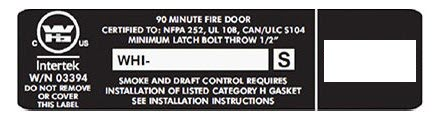 WH
C US
Intertek
W/N 03394
DO NOT REMOVE
OR COVER
THIS LABEL
90 MINUTE FIRE DOOR
CERTIFIED TO: NFPA 252, UL 10B, CAN/ULC S104
MINIMUM LATCH BOLT THROW 1/2"
WHI- S
SMOKE AND DRAFT CONTROL REQUIRES
INSTALLATION OF LISTED CATEGORY H GASKET
SEE INSTALLATION INSTRUCTIONS